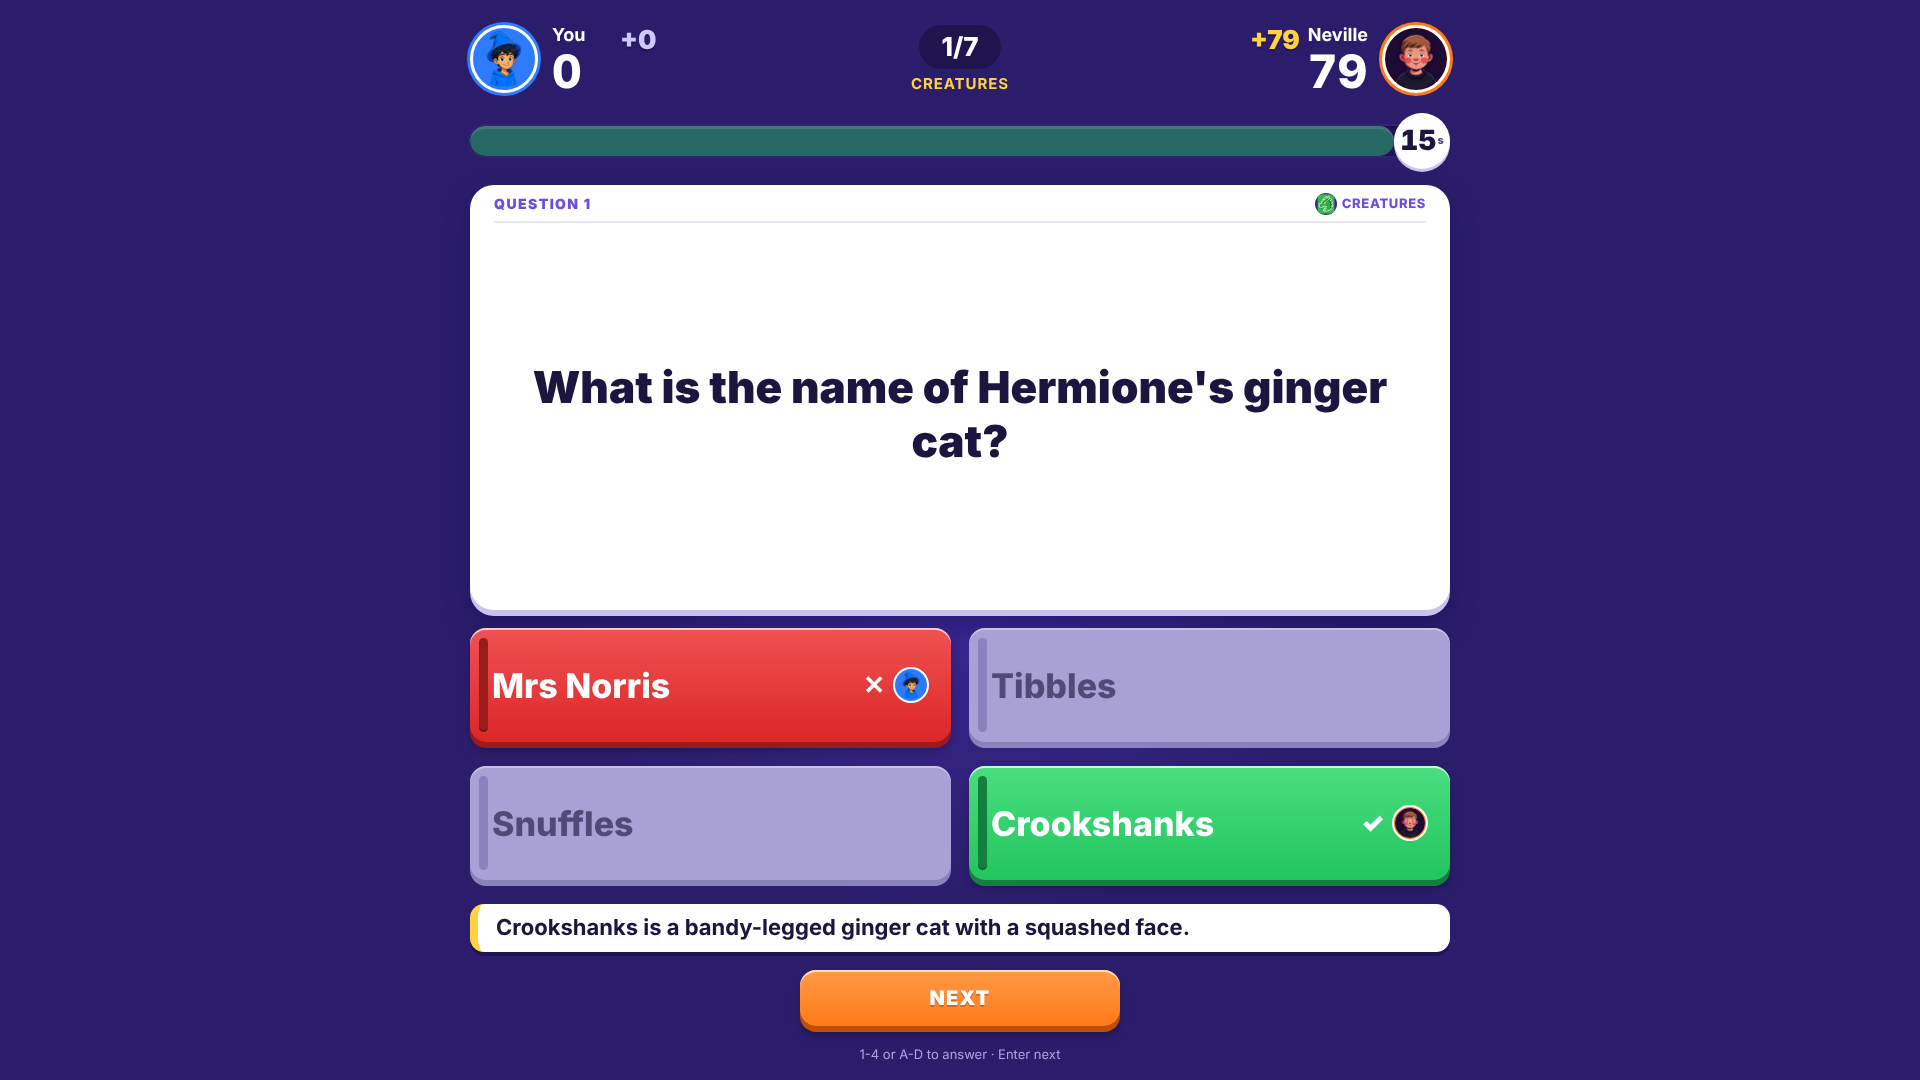 You
+0
0
1/7
CREATURES
+79
Neville
79
15s
QUESTION 1
CREATURES
What is the name of Hermione's ginger
cat?
Mrs Norris
Tibbles
Snuffles
Crookshanks
Crookshanks is a bandy-legged ginger cat with a squashed face.
NEXT
1-4 or A-D to answer · Enter next